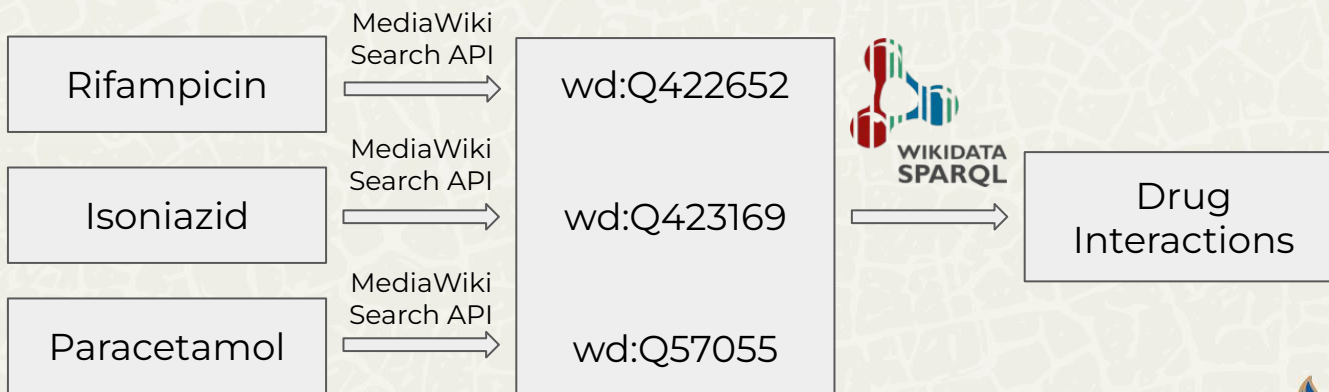 Rifampicin
MediaWiki
Search API
wd:Q422652
Isoniazid
MediaWiki
Search API
wd:Q423169
Paracetamol
MediaWiki
Search API
wd:Q57055
WIKIDATA
SPARQL
Drug
Interactions